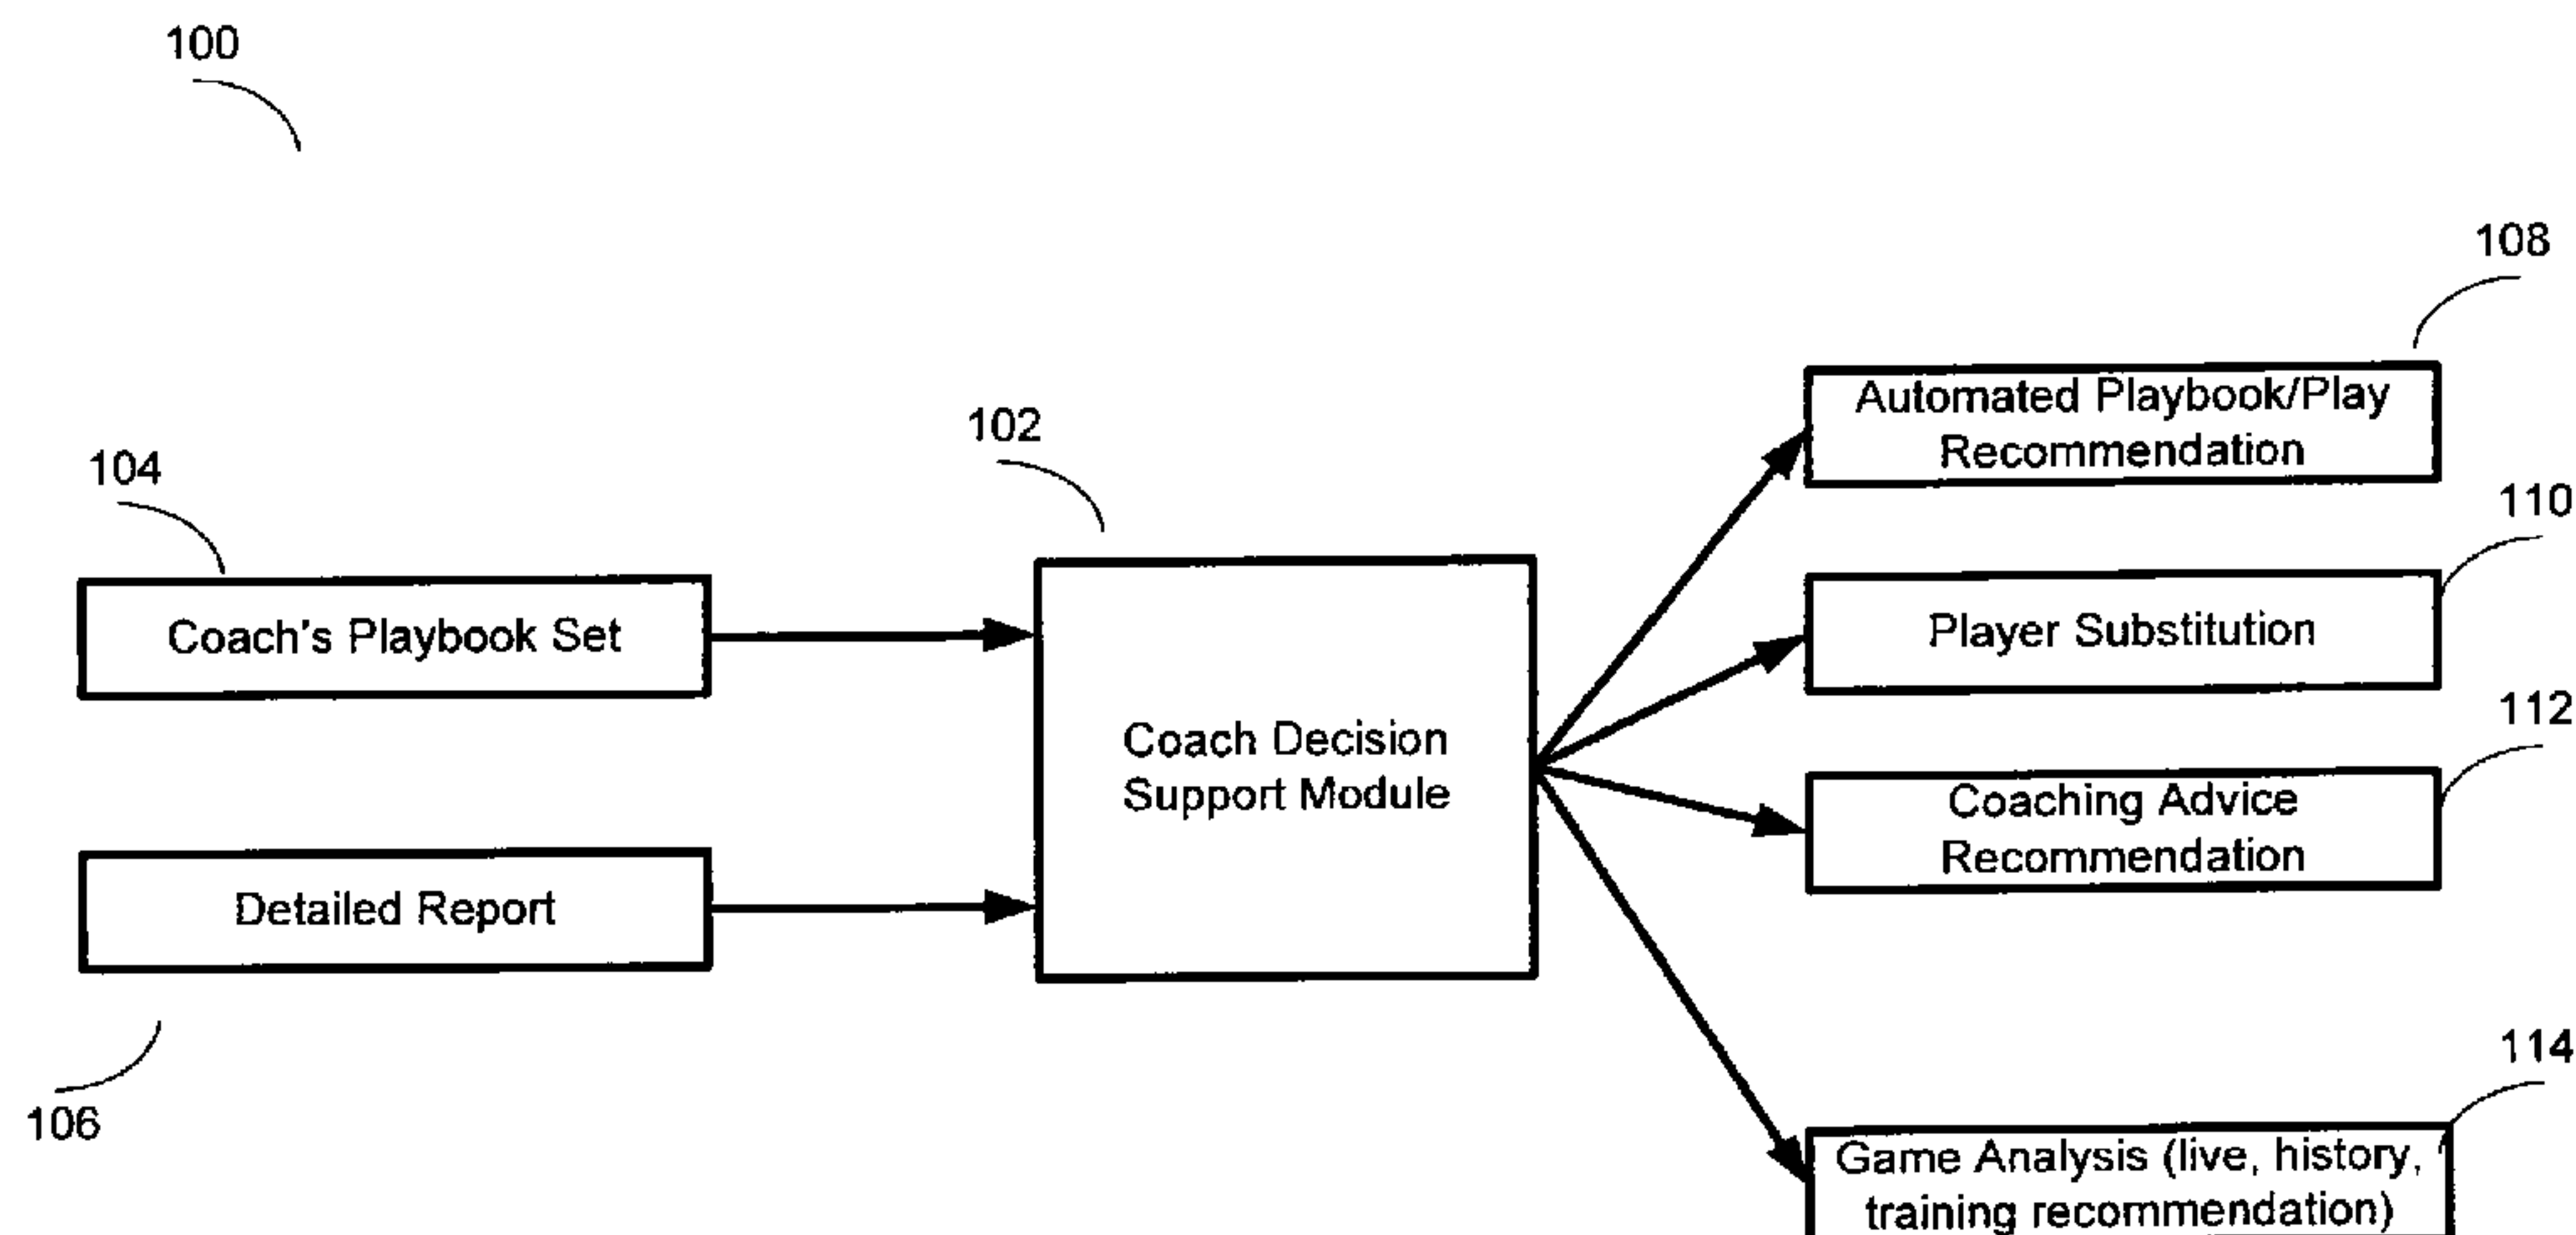 100
108
Automated Playbook/Play
Recommendation
102
104
110
Coach's Playbook Set
Player Substitution
112
Coach Decision
Support Module
Coaching Advice
Recommendation
Detailed Report
106
114
Game Analysis (live, history,
training recommendation)